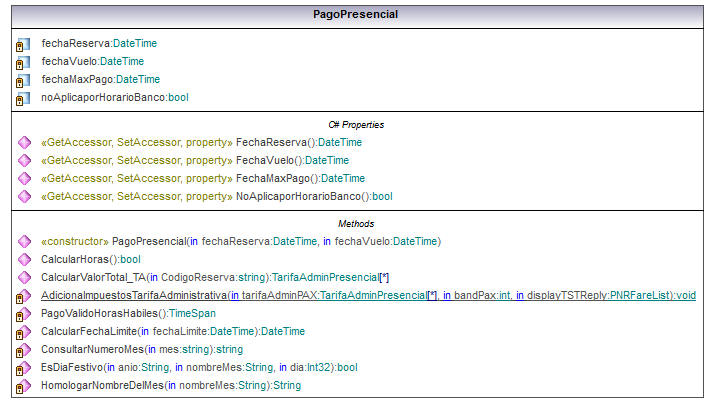 PagoPresencial
fechaReserva:DateTime
fechaVuelo:DateTime
fechaMaxPago:DateTime
noAplicaporHorarioBanco:bool
C# Properties
«GetAccessor, SetAccessor, property» FechaReserva():DateTime
«GetAccessor, SetAccessor, property» FechaVuelo():DateTime
«GetAccessor, SetAccessor, property» FechaMaxPago():DateTime
«GetAccessor, SetAccessor, property» NoAplicaporHorarioBanco():bool
Methods
«constructor» PagoPresencial(in fechaReserva:DateTime, in fechaVuelo:DateTime)
CalcularHoras():bool
CalcularValorTotal_TA(in CodigoReserva:string):TarifaAdminPresencial[*]
AdicionaImpuestosTarifaAdministrativa(in tarifaAdminPAX:TarifaAdminPresencial[*], in bandPax:int, in displayTSTReply:PNRFareList):void
PagoValidoHorasHabiles():TimeSpan
CalcularFechaLimite(in fechaLimite:DateTime):DateTime
ConsultarNumeroMes(in mes:string):string
EsDiaFestivo(in anio:String, in nombreMes:String, in dia:Int32):bool
HomologarNombreDelMes(in nombreMes:String):String